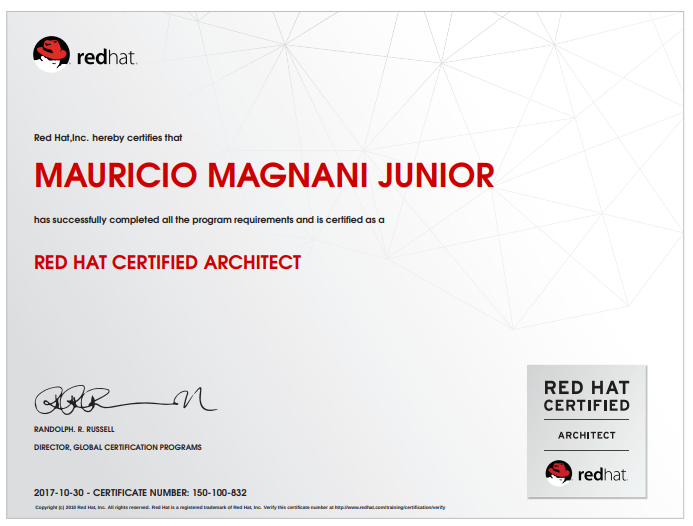 redhat.
Red Hat,Inc. hereby certifies that
MAURICIO MAGNANI JUNIOR
has successfully completed all the program requirements and is certified as a
RED HAT CERTIFIED ARCHITECT
RANDOLPH. R. RUSSELL
DIRECTOR, GLOBAL CERTIFICATION PROGRAMS
2017-10-30 - CERTIFICATE NUMBER: 150-100-832
Copyright (c) 2010 Red Hat, Inc. All rights reserved. Red Hat is a registered trademark of Red Hat, Inc. Verify this certificate number at http://www.redhat.com/training/certification/verify
RED HAT
CERTIFIED
ARCHITECT
redhat.